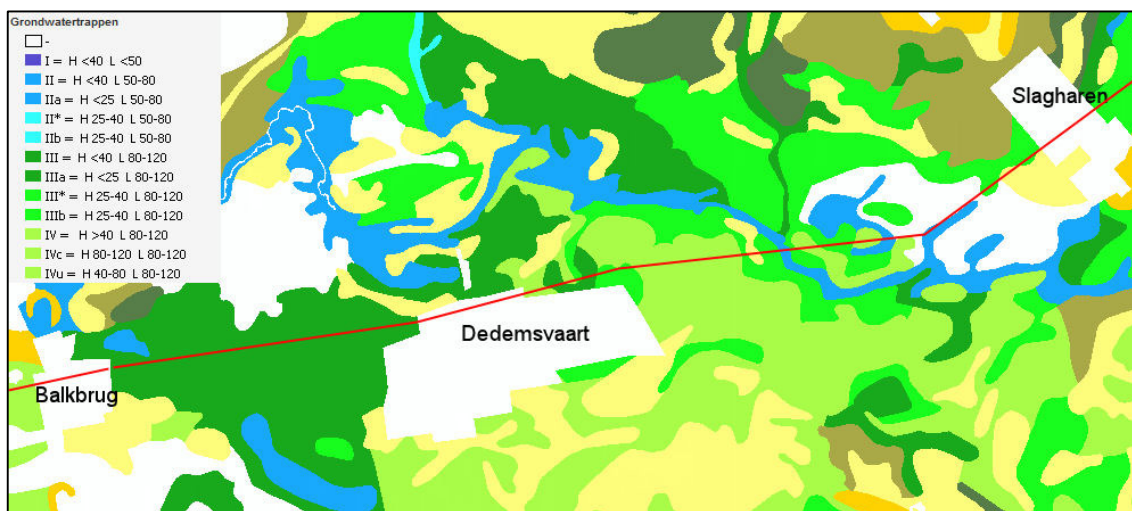 Grondwatertrappen
-
I = H <40 L <50
II = H <40 L 50-80
IIa = H <25 L 50-80
II* = H 25-40 L 50-80
IIb = H 25-40 L 50-80
III = H <40 L 80-120
IIIa = H <25 L 80-120
III* = H 25-40 L 80-120
IIIb = H 25-40 L 80-120
IV = H >40 L 80-120
IVc = H 80-120 L 80-120
IVu = H 40-80 L 80-120
Slagharen
Dedemsvaart
Balkbrug